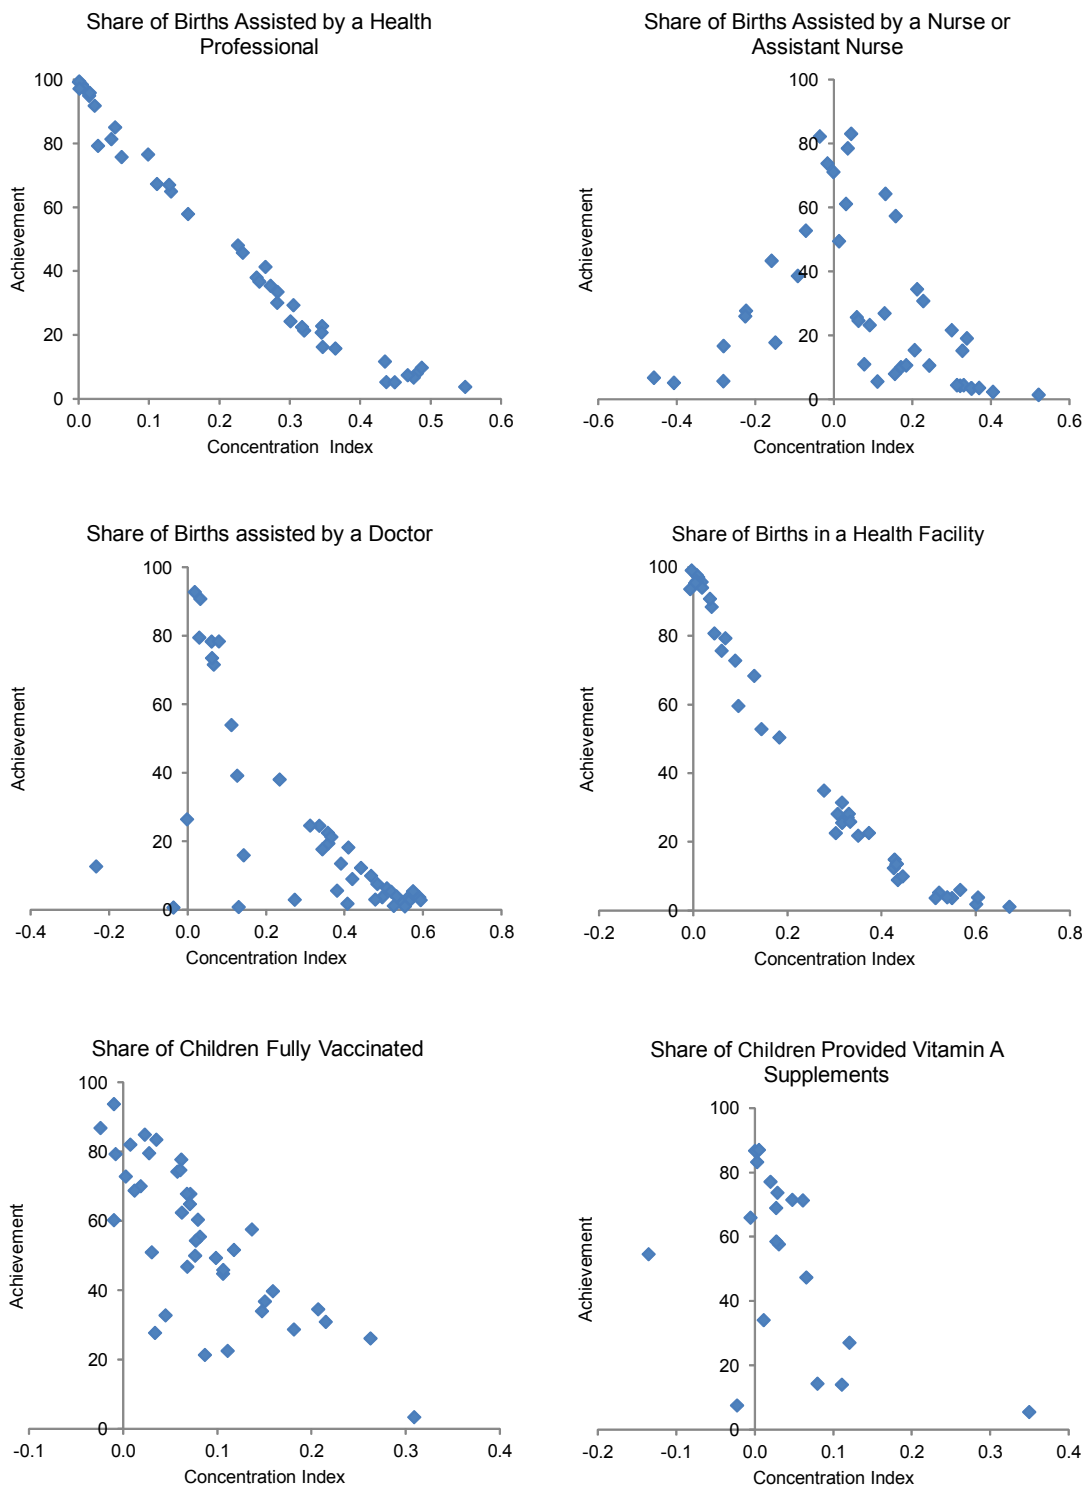 Share of Births Assisted by a Health
Professional
100
80
60
40
20
0
Achievement
0.0 0.1 0.2 0.3 0.4 0.5 0.6
Concentration Index
Share of Births Assisted by a Nurse or
Assistant Nurse
100
80
60
40
20
0
Achievement
-0.6 -0.4 -0.2 0.0 0.2 0.4 0.6
Concentration Index
Share of Births assisted by a Doctor
100
80
60
40
20
0
Achievement
-0.4 -0.2 0.0 0.2 0.4 0.6 0.8
Concentration Index
Share of Births in a Health Facility
100
80
60
40
20
0
Achievement
-0.2 0.0 0.2 0.4 0.6 0.8
Concentration Index
Share of Children Fully Vaccinated
100
80
60
40
20
0
Achievement
-0.1 0.0 0.1 0.2 0.3 0.4
Concentration Index
Share of Children Provided Vitamin A
Supplements
100
80
60
40
20
0
Achievement
-0.2 -0.1 0.0 0.1 0.2 0.3 0.4
Concentration Index